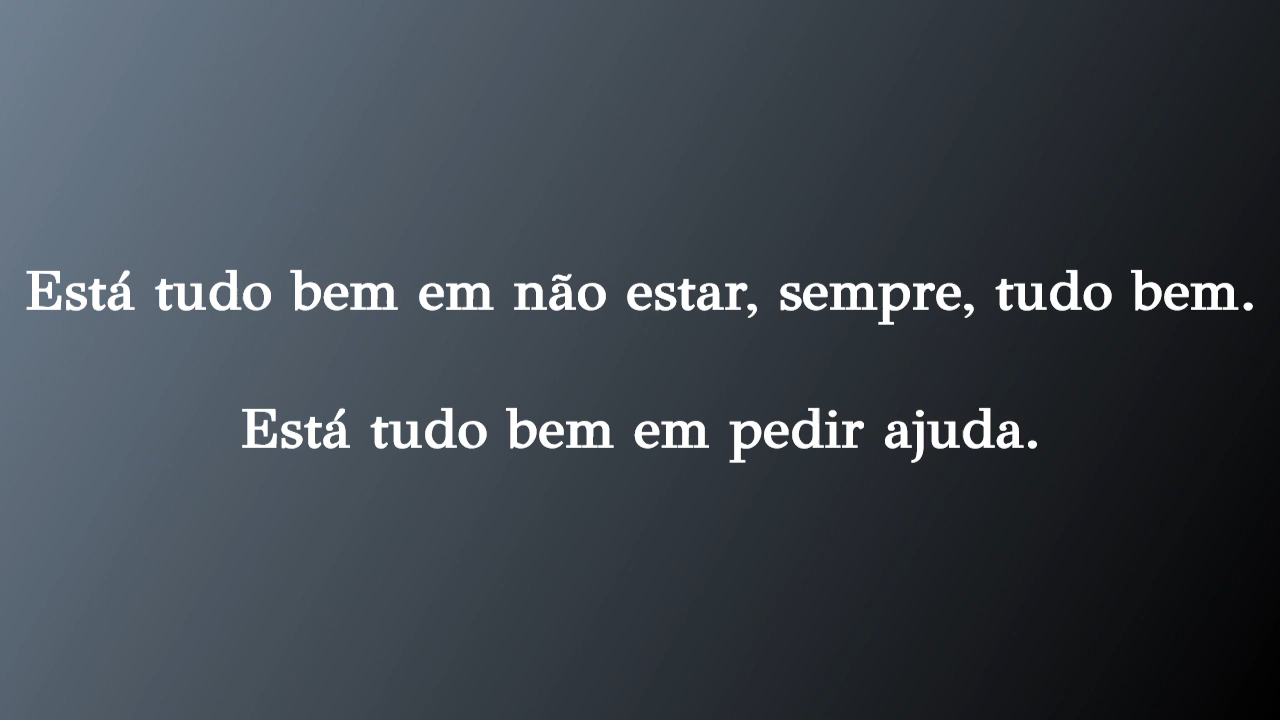 Está tudo bem em não estar, sempre, tudo bem.
Está tudo bem em pedir ajuda.